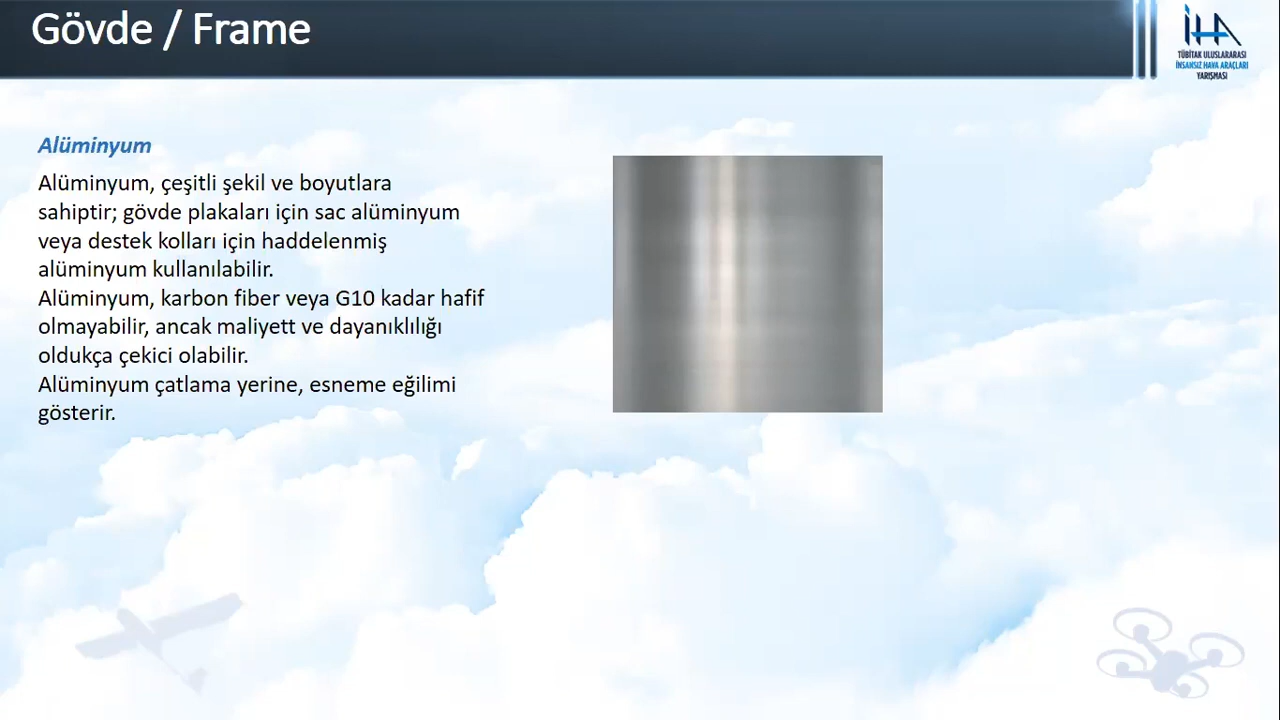 Gövde / Frame
İHA
TÜBİTAK ULUSLARARASI
İNSANSIZ HAVA ARAÇLARI
YARIŞMASI
Alüminyum
Alüminyum, çeşitli şekil ve boyutlara
sahiptir; gövde plakaları için sac alüminyum
veya destek kolları için haddelenmiş
alüminyum kullanılabilir.
Alüminyum, karbon fiber veya G10 kadar hafif
olmayabilir, ancak maliyett ve dayanıklılığı
oldukça çekici olabilir.
Alüminyum çatlama yerine, esneme eğilimi
gösterir.